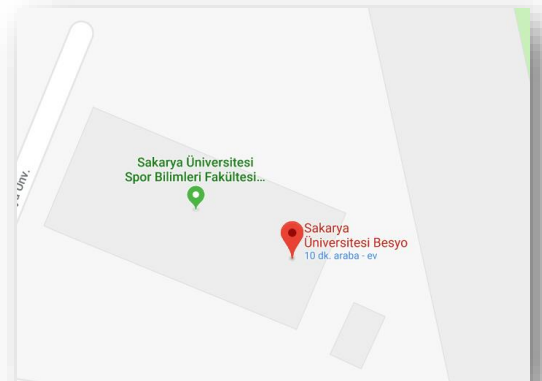 Sakarya Üniversitesi
Spor Bilimleri Fakültesi...
Sakarya
Üniversitesi Besyo
10 dk. araba - ev
Ünv.